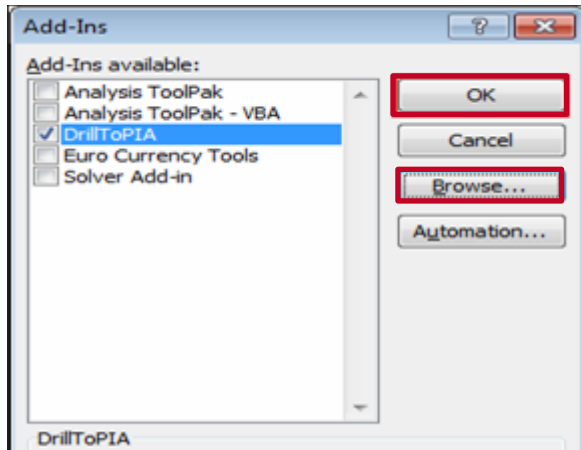 Add-Ins
Add-Ins available:
Analysis ToolPak
Analysis ToolPak - VBA
DrillToPIA
Euro Currency Tools
Solver Add-in
OK
Cancel
Browse...
Automation...
DrillToPIA